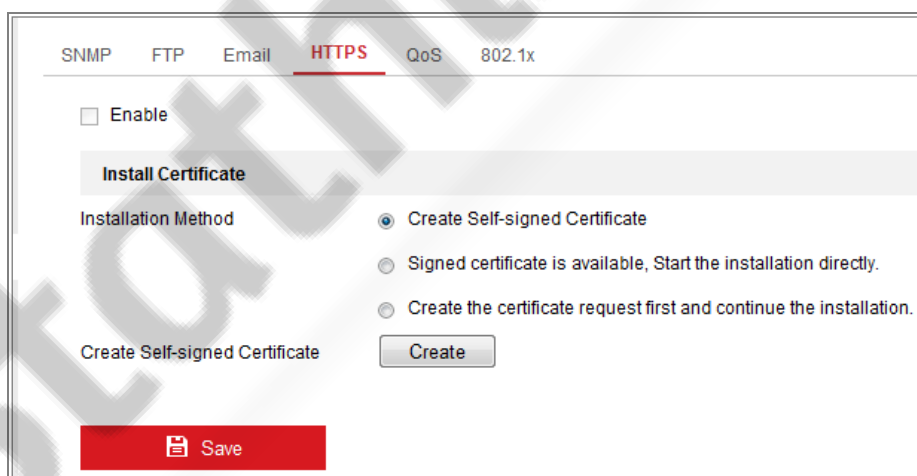 SNMP FTP Email HTTPS QoS 802.1x
Enable
Install Certificate
Installation Method
Create Self-signed Certificate
Signed certificate is available, Start the installation directly.
Create the certificate request first and continue the installation.
Create Self-signed Certificate Create
Save